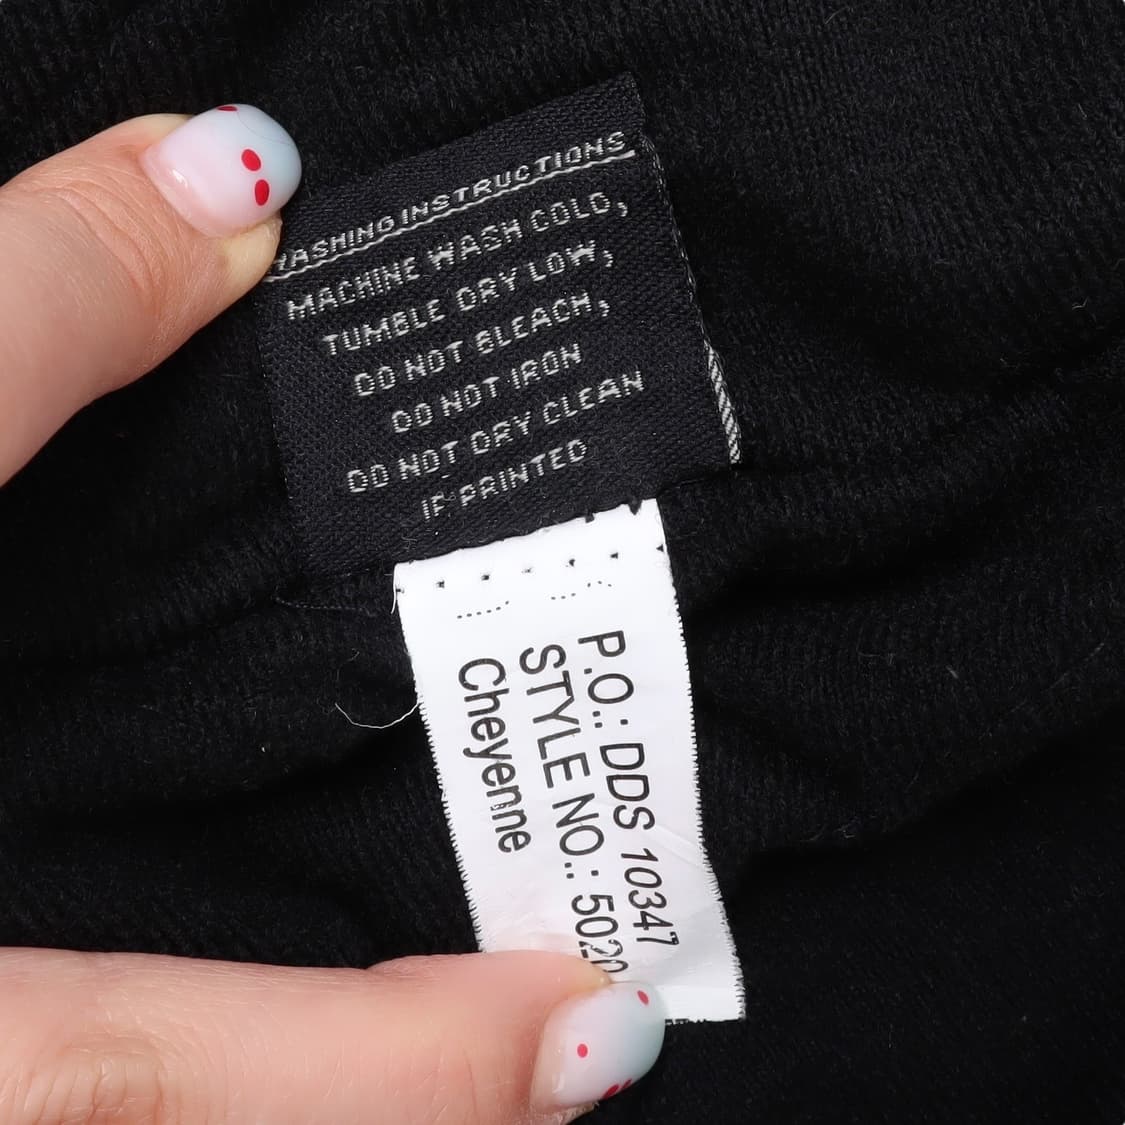 WASHING INSTRUCTIONS
MACHINE WASH COLD,
TUMBLE DRY LOW,
DO NOT BLEACH,
DO NOT IRON
DO NOT DRY CLEAN
IF PRINTED
P.O.: DDS 10347
STYLE NO.: 5020
Cheyenne